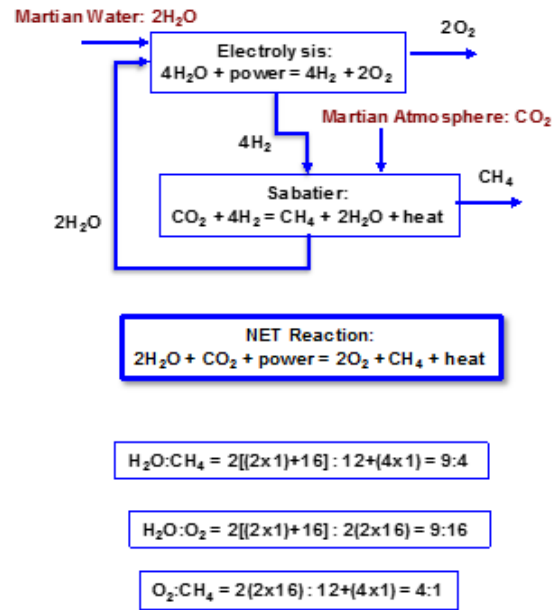 Martian Water: 2H₂O
2O₂
Electrolysis:
4H₂O + power = 4H₂ + 2O₂
Martian Atmosphere: CO₂
4H₂
CH₄
Sabatier:
CO₂ + 4H₂ = CH₄ + 2H₂O + heat
2H₂O
NET Reaction:
2H₂O + CO₂ + power = 2O₂ + CH₄ + heat
H₂O:CH₄ = 2[(2x1)+16] : 12+(4x1) = 9:4
H₂O:O₂ = 2[(2x1)+16] : 2(2x16) = 9:16
O₂:CH₄ = 2(2x16) : 12+(4x1) = 4:1